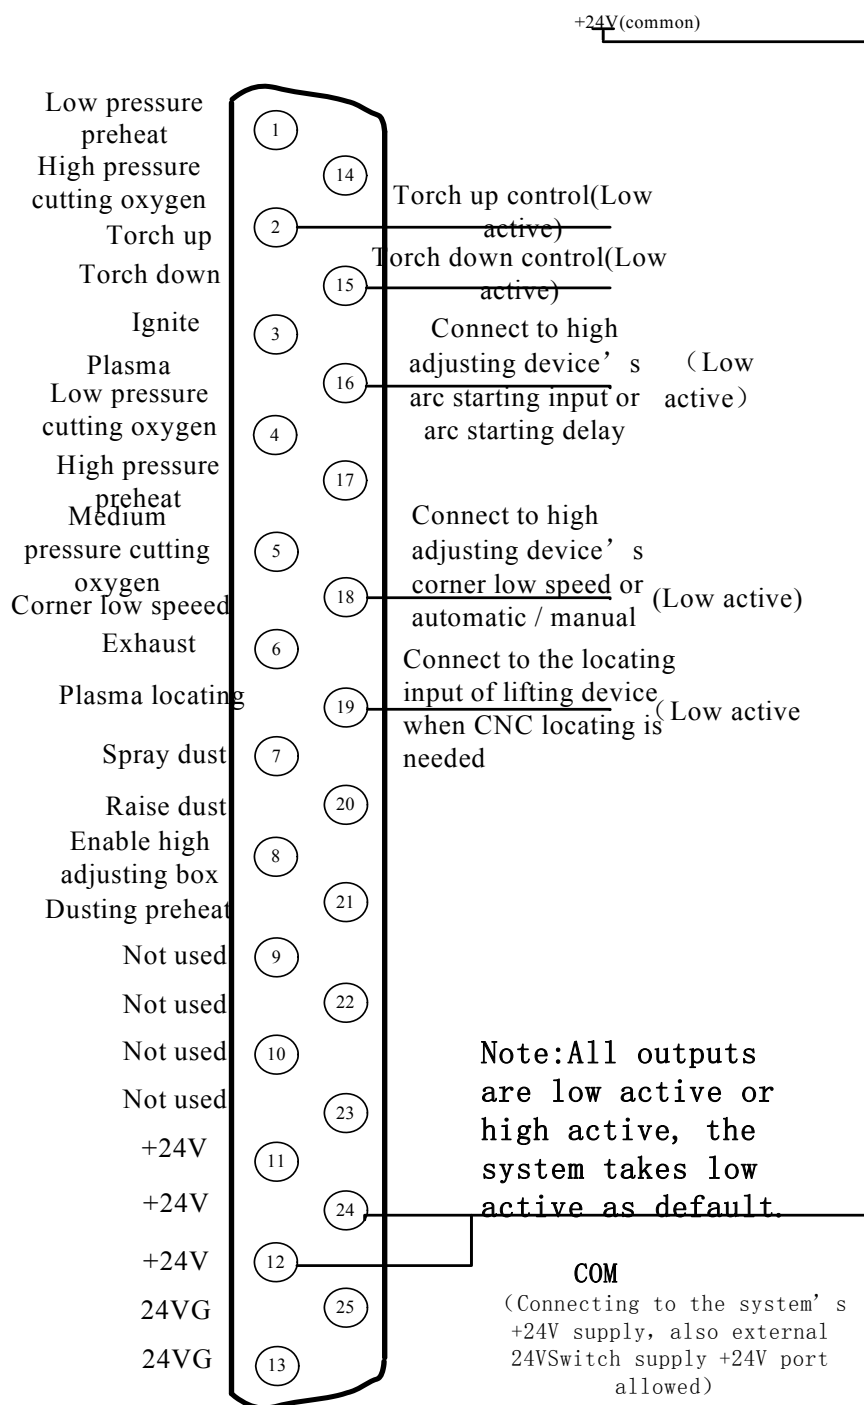 +24V(common)
Low pressure
preheat
High pressure
cutting oxygen
Torch up
Torch down
Ignite
Plasma
Low pressure
cutting oxygen
High pressure
preheat
Medium
pressure cutting
oxygen
Corner low speeed
Exhaust
Plasma locating
Spray dust
Raise dust
Enable high
adjusting box
Dusting preheat
Not used
Not used
Not used
Not used
+24V
+24V
+24V
24VG
24VG
1
14
2
15
3
16
4
17
5
18
6
19
7
20
8
21
9
22
10
23
11
24
12
25
13
Torch up control(Low
active)
Torch down control(Low
active)
Connect to high
adjusting device’s
arc starting input or
arc starting delay
（Low
active）
Connect to high
adjusting device’s
corner low speed or
automatic / manual
(Low active)
Connect to the locating
input of lifting device
when CNC locating is
needed
（Low active
Note:All outputs
are low active or
high active, the
system takes low
active as default.
COM
（Connecting to the system’s
+24V supply，also external
24VSwitch supply +24V port
allowed）